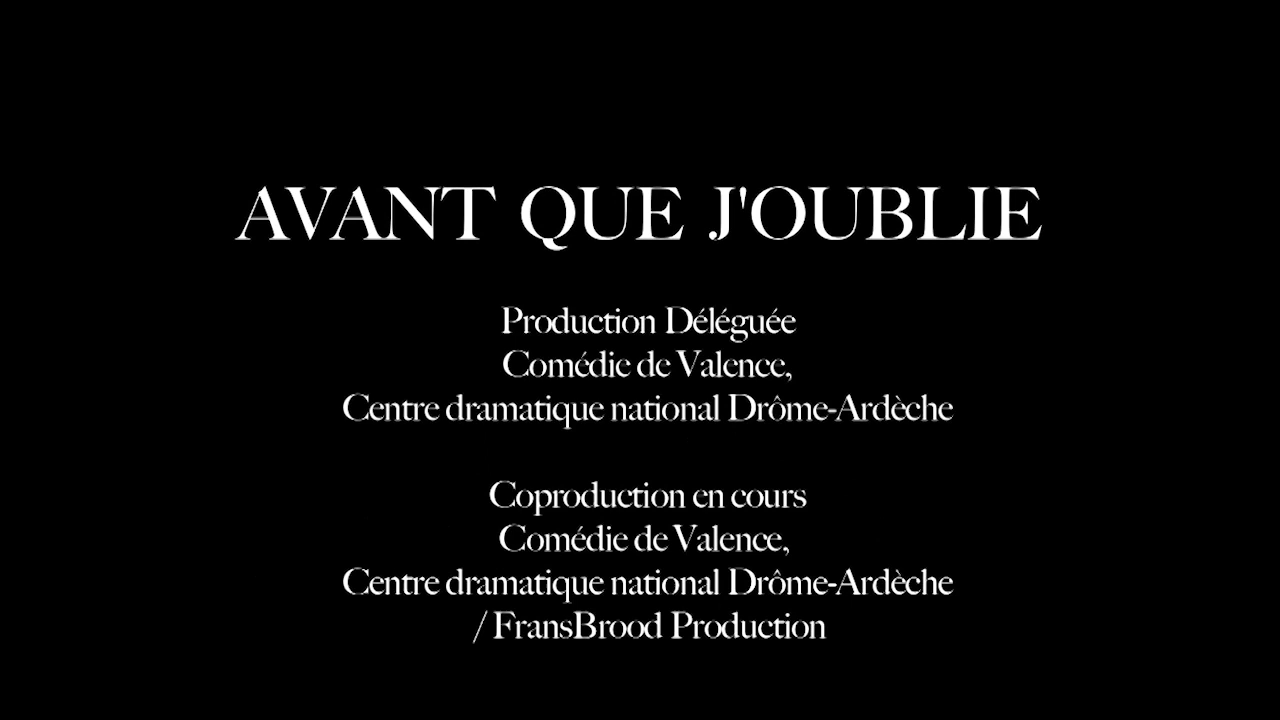 AVANT QUE J'OUBLIE
Production Déléguée
Comédie de Valence,
Centre dramatique national Drôme-Ardèche
Coproduction en cours
Comédie de Valence,
Centre dramatique national Drôme-Ardèche
/ FransBrood Production